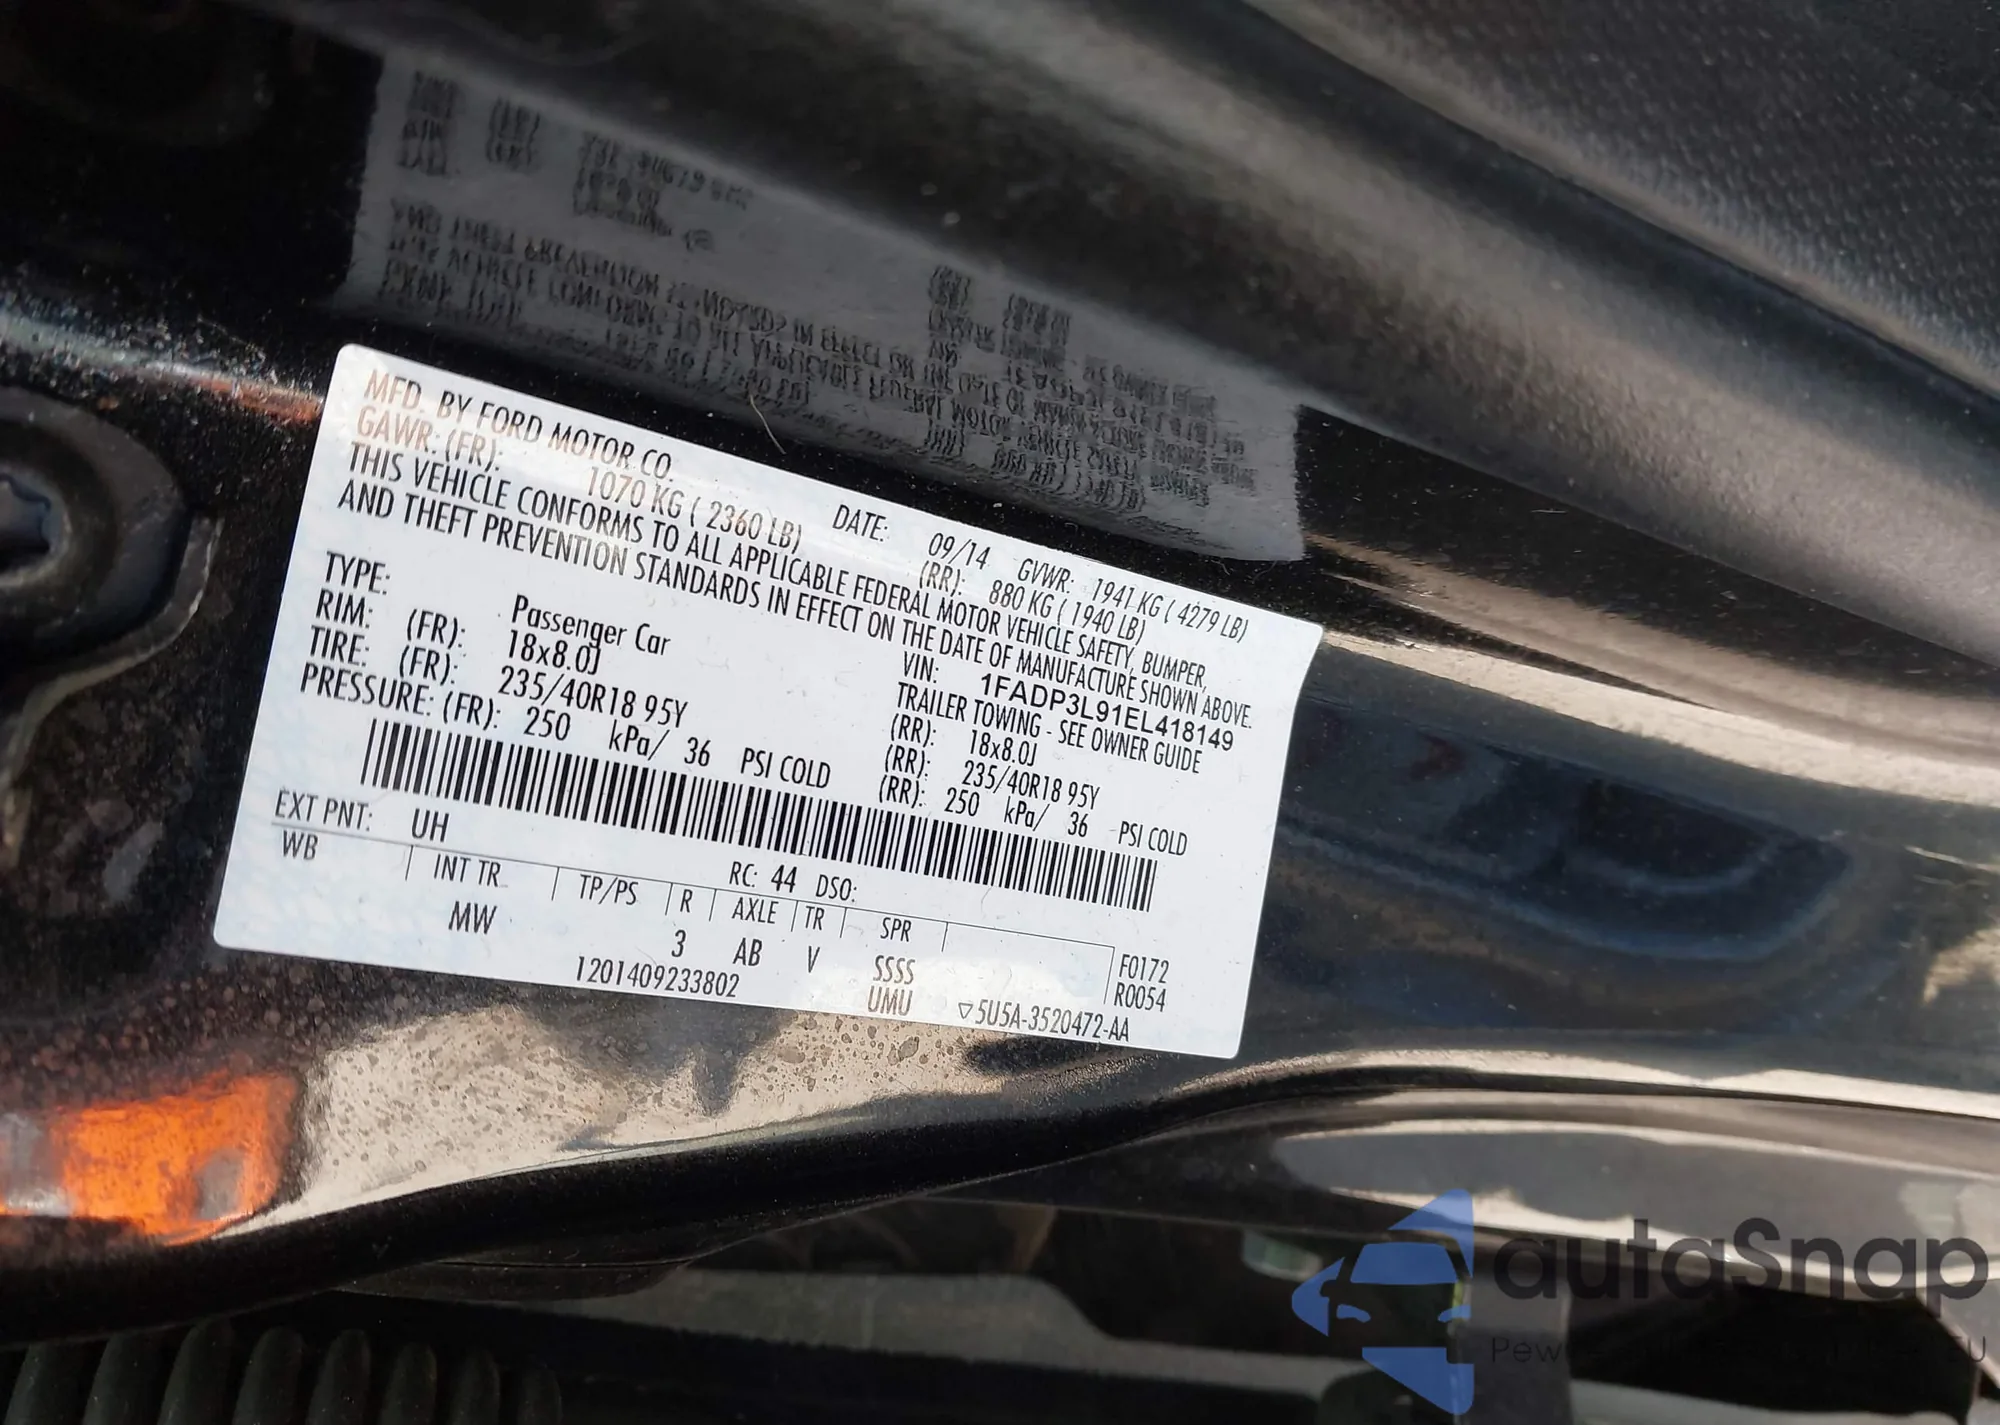 MFD. BY FORD MOTOR CO. DATE: 09/14 GVWR: 1941 KG ( 4279 LB)
GAWR: (FR): 1070 KG ( 2360 LB) (RR): 880 KG ( 1940 LB)
THIS VEHICLE CONFORMS TO ALL APPLICABLE FEDERAL MOTOR VEHICLE SAFETY, BUMPER,
AND THEFT PREVENTION STANDARDS IN EFFECT ON THE DATE OF MANUFACTURE SHOWN ABOVE.
VIN: 1FADP3L91EL418149
TYPE: Passenger Car TRAILER TOWING - SEE OWNER GUIDE
RIM: (FR): 18x8.0J (RR): 18x8.0J
TIRE: (FR): 235/40R18 95Y (RR): 235/40R18 95Y
PRESSURE: (FR): 250 kPa/ 36 PSI COLD (RR): 250 kPa/ 36 PSI COLD
EXT PNT: UH RC: 44 DSO:
WB INT TR TP/PS R AXLE TR SPR F0172
MW 3 AB V SSSS R0054
1201409233802 UMU ▽5U5A-3520472-AA
autaSnap